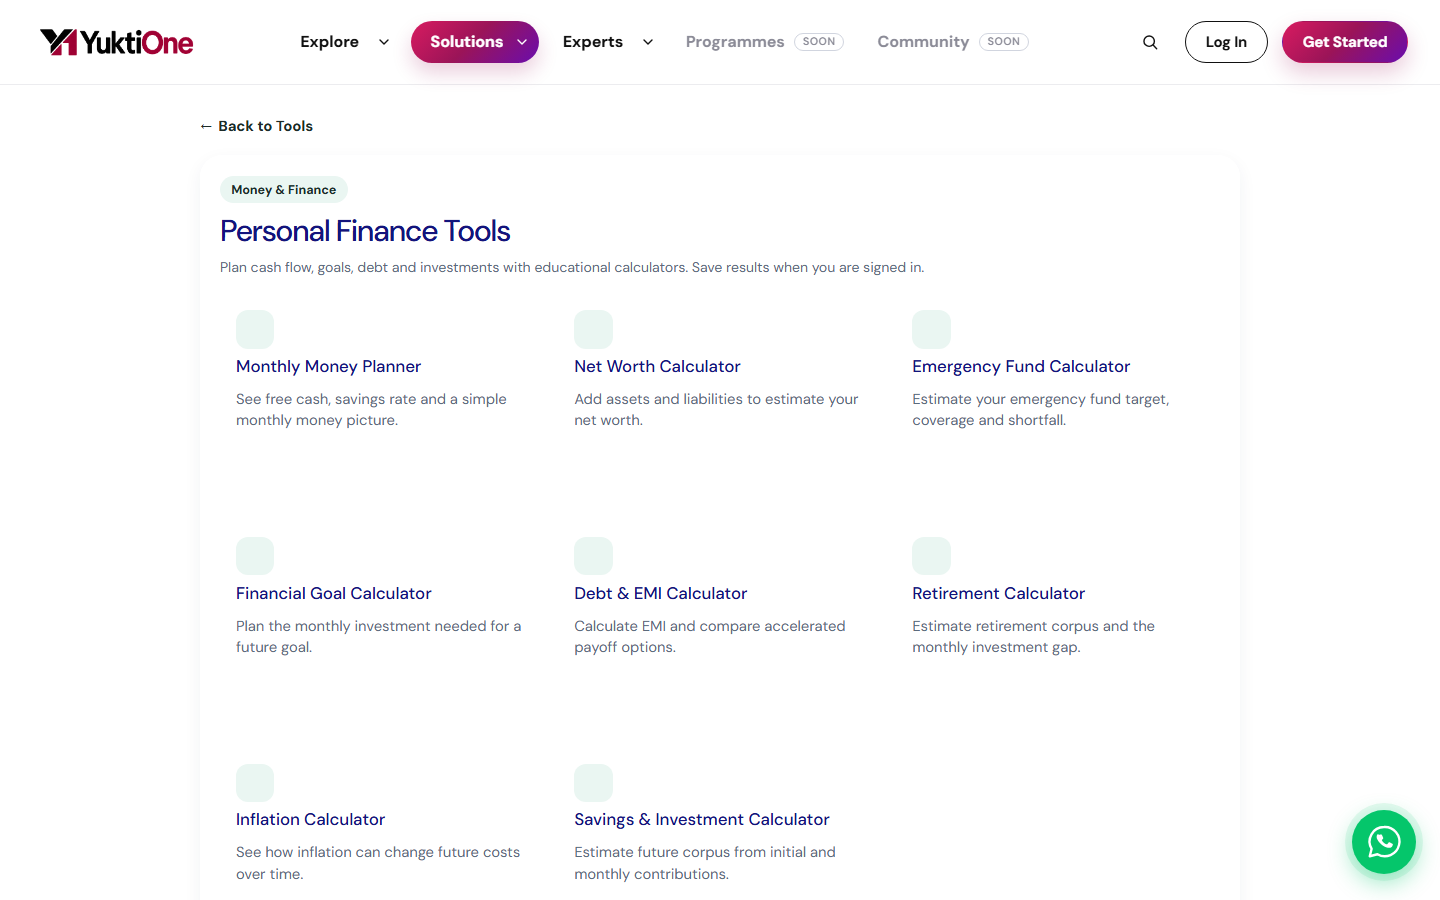 YuktiOne
Explore
Solutions
Experts
Programmes SOON
Community SOON
Log In
Get Started
← Back to Tools
Money & Finance
Personal Finance Tools
Plan cash flow, goals, debt and investments with educational calculators. Save results when you are signed in.
Monthly Money Planner
See free cash, savings rate and a simple
monthly money picture.
Net Worth Calculator
Add assets and liabilities to estimate your
net worth.
Emergency Fund Calculator
Estimate your emergency fund target,
coverage and shortfall.
Financial Goal Calculator
Plan the monthly investment needed for a
future goal.
Debt & EMI Calculator
Calculate EMI and compare accelerated
payoff options.
Retirement Calculator
Estimate retirement corpus and the
monthly investment gap.
Inflation Calculator
See how inflation can change future costs
over time.
Savings & Investment Calculator
Estimate future corpus from initial and
monthly contributions.